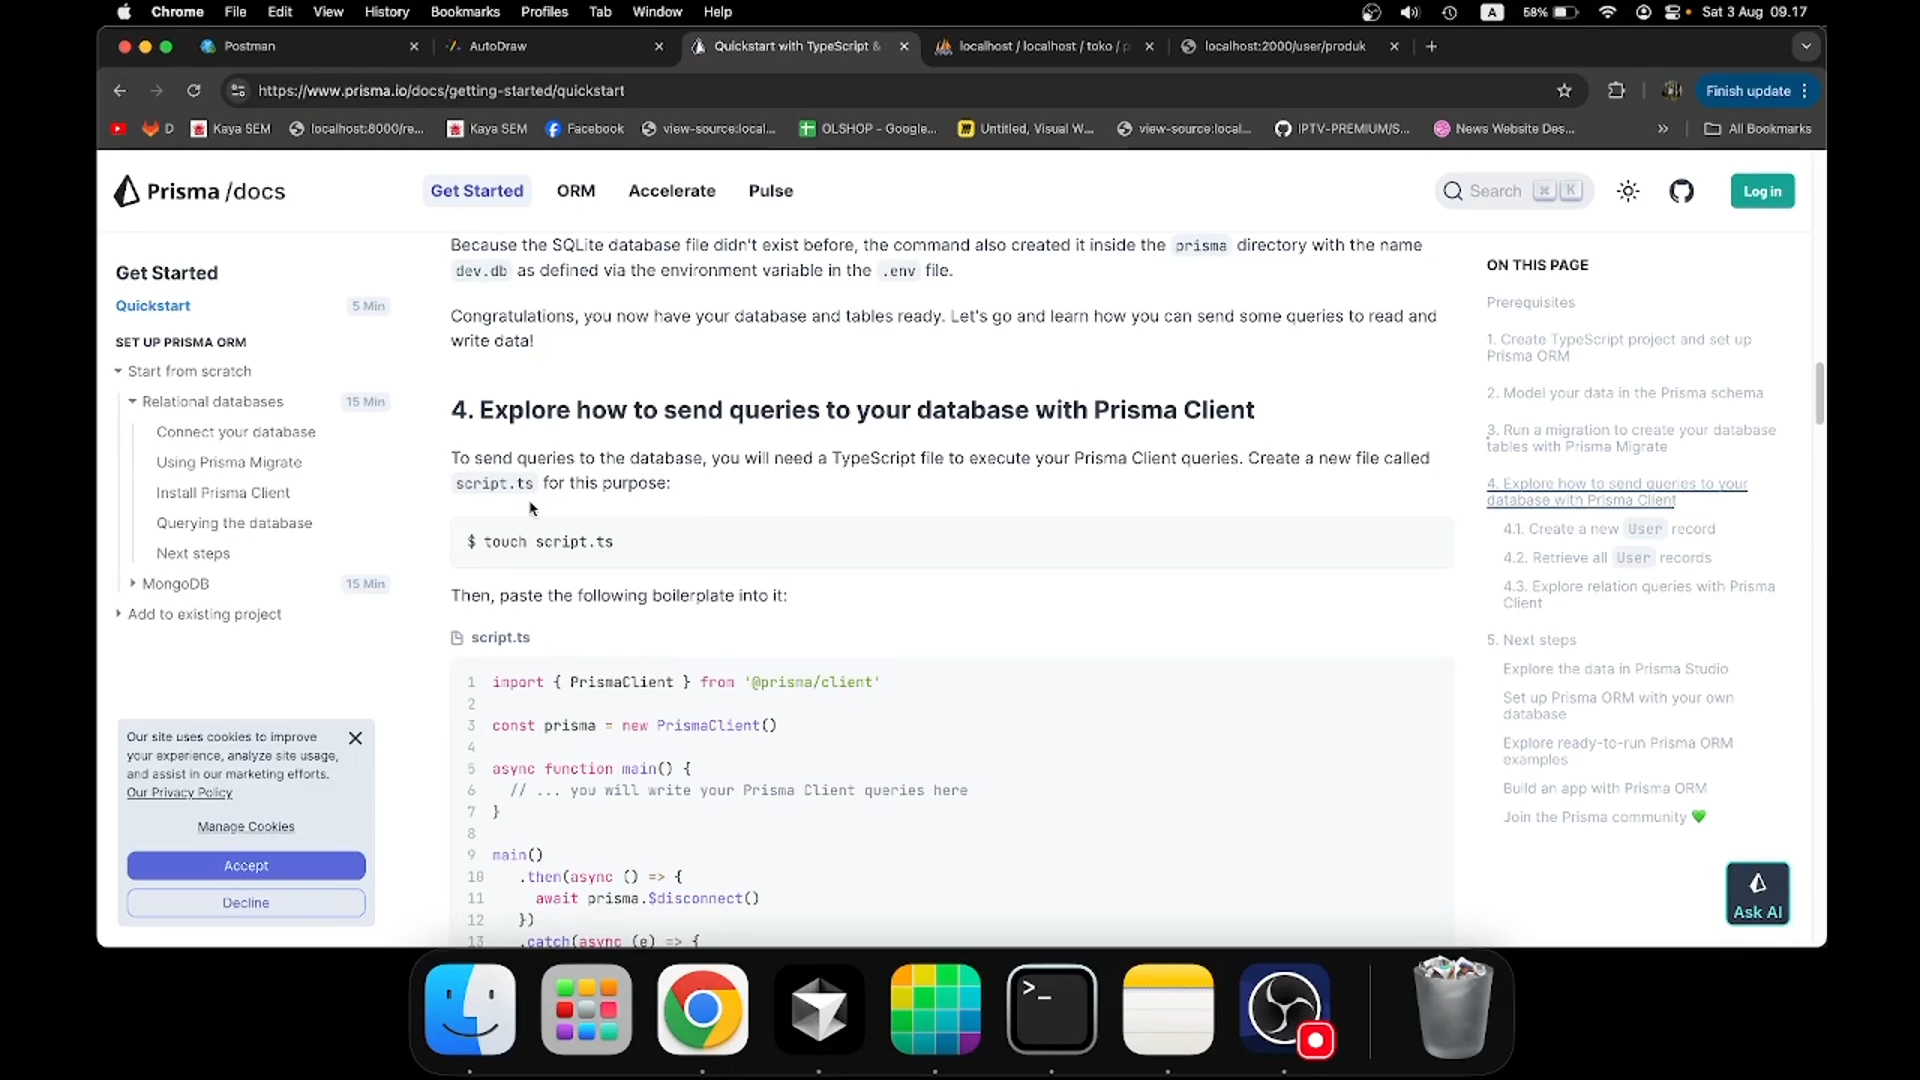 Chrome File Edit View History Bookmarks Profiles Tab Window Help A 58% Sat 3 Aug 09.17
Postman AutoDraw Quickstart with TypeScript & localhost / localhost / toko / p localhost:2000/user/produk
https://www.prisma.io/docs/getting-started/quickstart Finish update
D Kaya SEM localhost:8000/re... Kaya SEM Facebook view-source:local... OLSHOP - Google... Untitled, Visual W... view-source:local... IPTV-PREMIUM/S... News Website Des... » All Bookmarks
Prisma /docs Get Started ORM Accelerate Pulse Search ⌘ K Log in
Get Started
Quickstart 5 Min
SET UP PRISMA ORM
Start from scratch
Relational databases 15 Min
Connect your database
Using Prisma Migrate
Install Prisma Client
Querying the database
Next steps
MongoDB 15 Min
Add to existing project
Our site uses cookies to improve
your experience, analyze site usage,
and assist in our marketing efforts.
Our Privacy Policy
Manage Cookies
Accept
Decline
Because the SQLite database file didn't exist before, the command also created it inside the prisma directory with the name
dev.db as defined via the environment variable in the .env file.
Congratulations, you now have your database and tables ready. Let's go and learn how you can send some queries to read and
write data!
4. Explore how to send queries to your database with Prisma Client
To send queries to the database, you will need a TypeScript file to execute your Prisma Client queries. Create a new file called
script.ts for this purpose:
$ touch script.ts
Then, paste the following boilerplate into it:
script.ts
1 import { PrismaClient } from '@prisma/client'
2
3 const prisma = new PrismaClient()
4
5 async function main() {
6 // ... you will write your Prisma Client queries here
7 }
8
9 main()
10 .then(async () => {
11 await prisma.$disconnect()
12 })
13 .catch(async (e) => {
ON THIS PAGE
Prerequisites
1. Create TypeScript project and set up
Prisma ORM
2. Model your data in the Prisma schema
3. Run a migration to create your database
tables with Prisma Migrate
4. Explore how to send queries to your
database with Prisma Client
4.1. Create a new User record
4.2. Retrieve all User records
4.3. Explore relation queries with Prisma
Client
5. Next steps
Explore the data in Prisma Studio
Set up Prisma ORM with your own
database
Explore ready-to-run Prisma ORM
examples
Build an app with Prisma ORM
Join the Prisma community 💚
Ask AI
>_